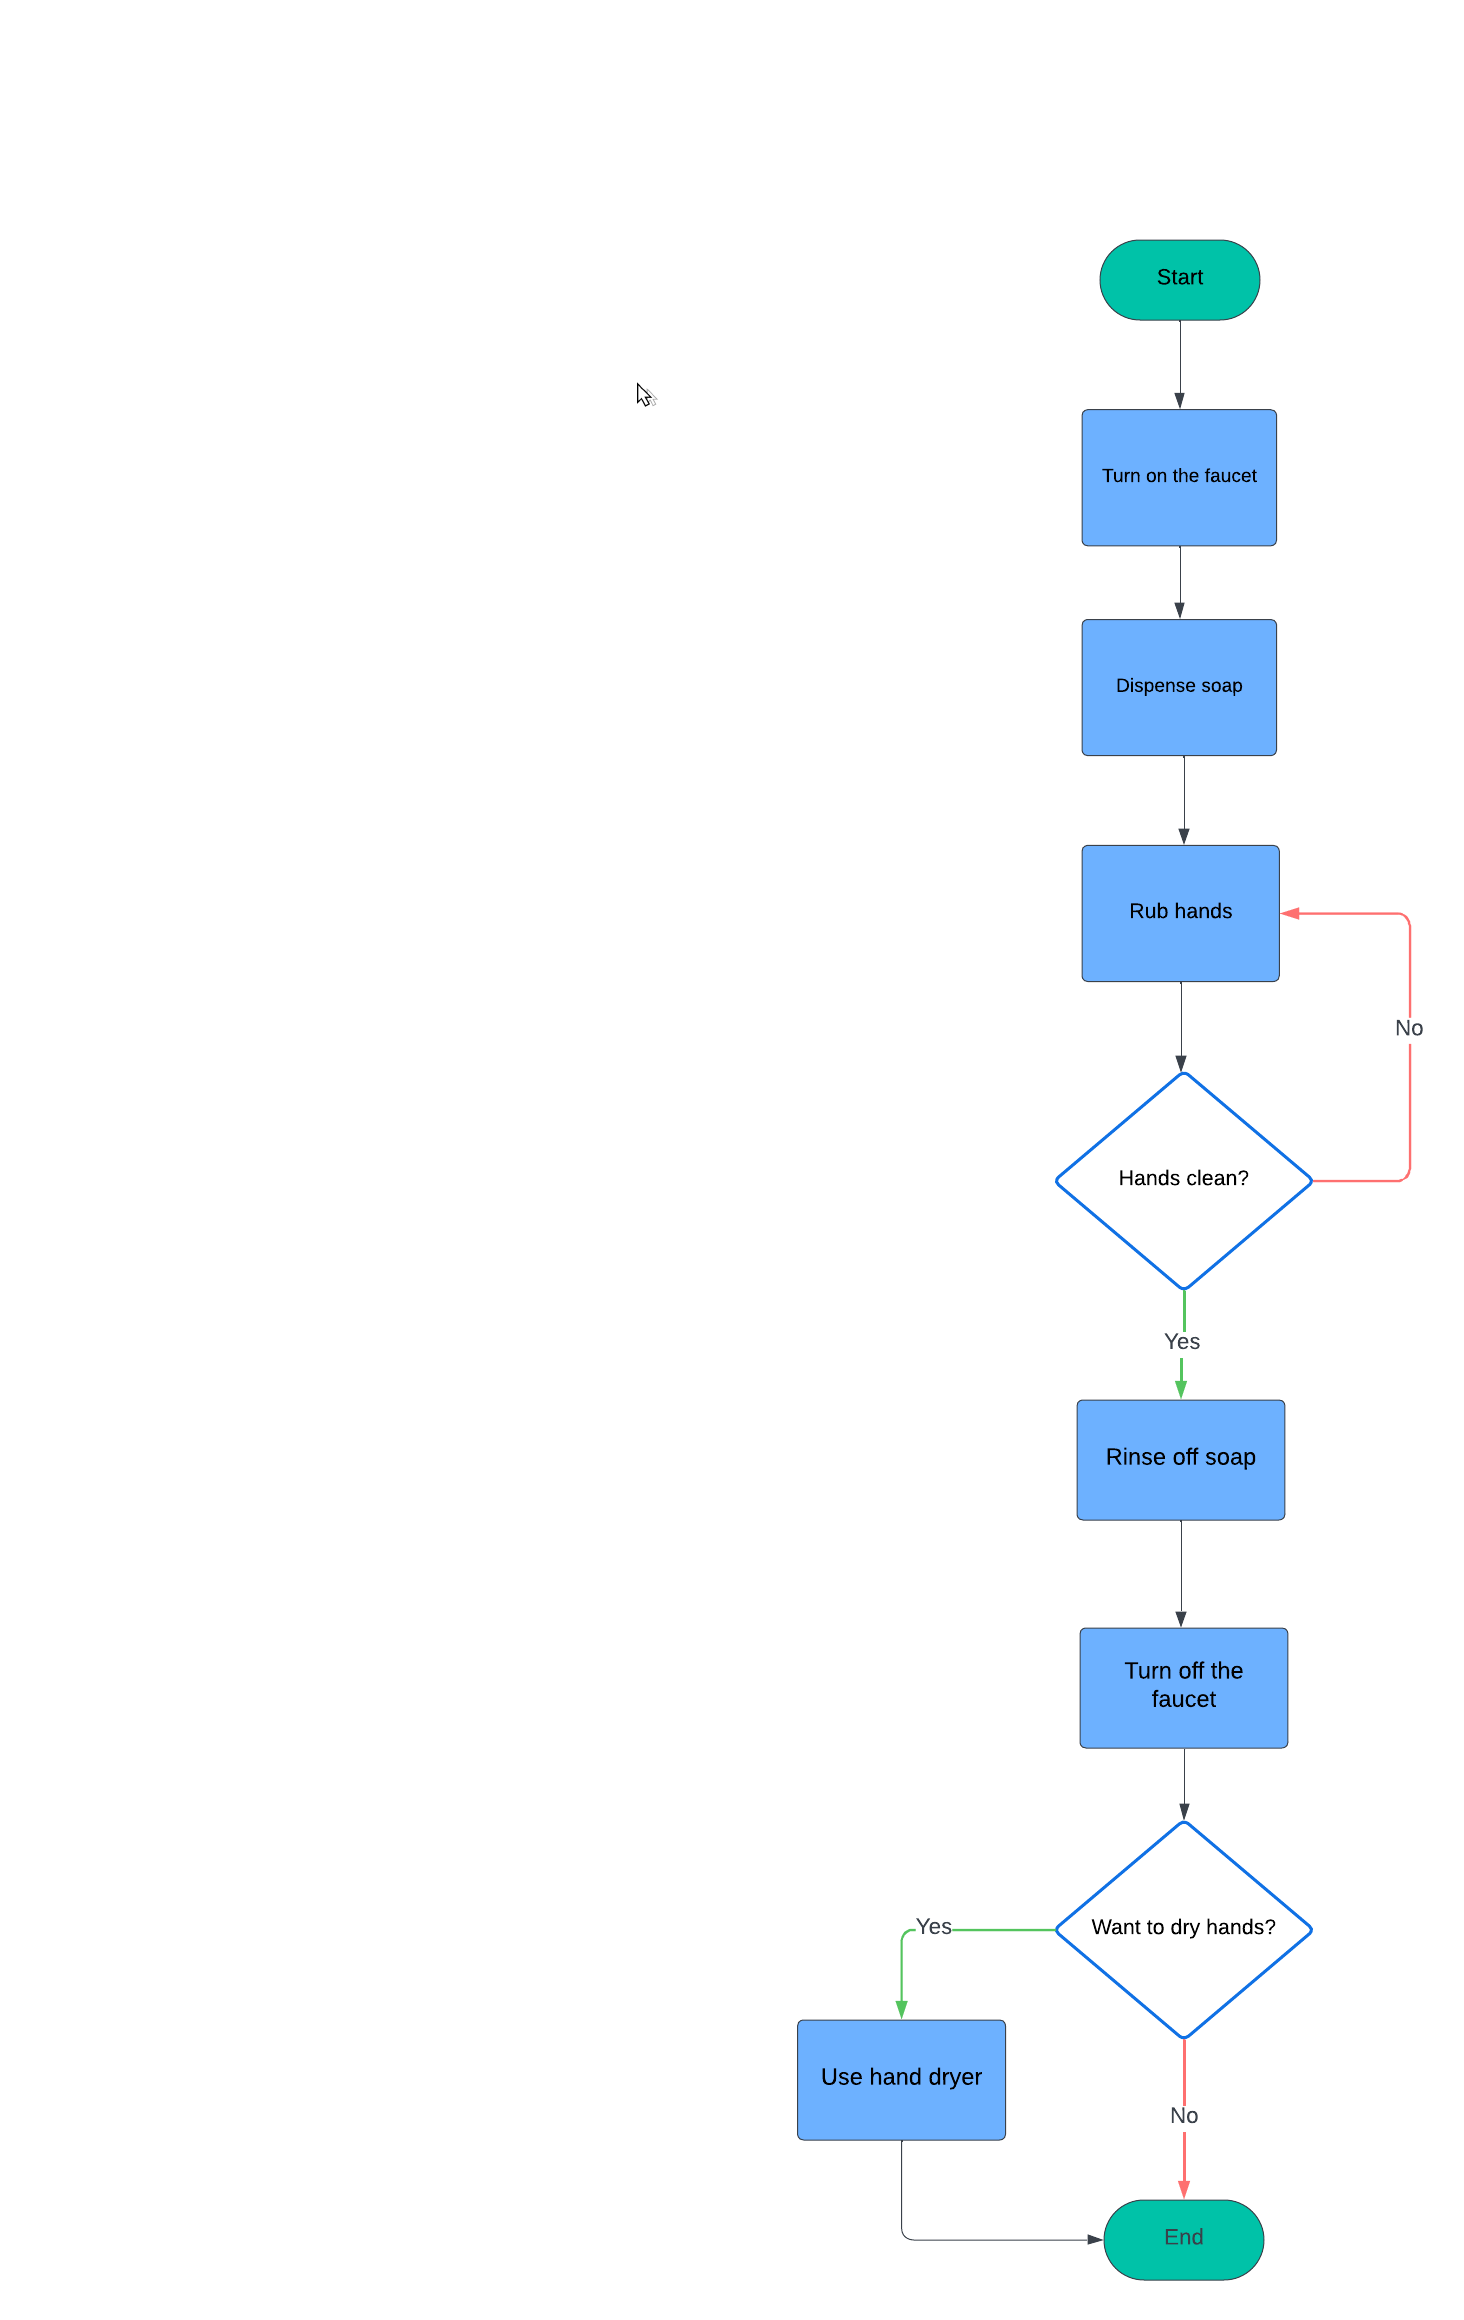 Start
Turn on the faucet
Dispense soap
Rub hands
No
Hands clean?
Yes
Rinse off soap
Turn off the
faucet
Want to dry hands?
Yes
Use hand dryer
No
End